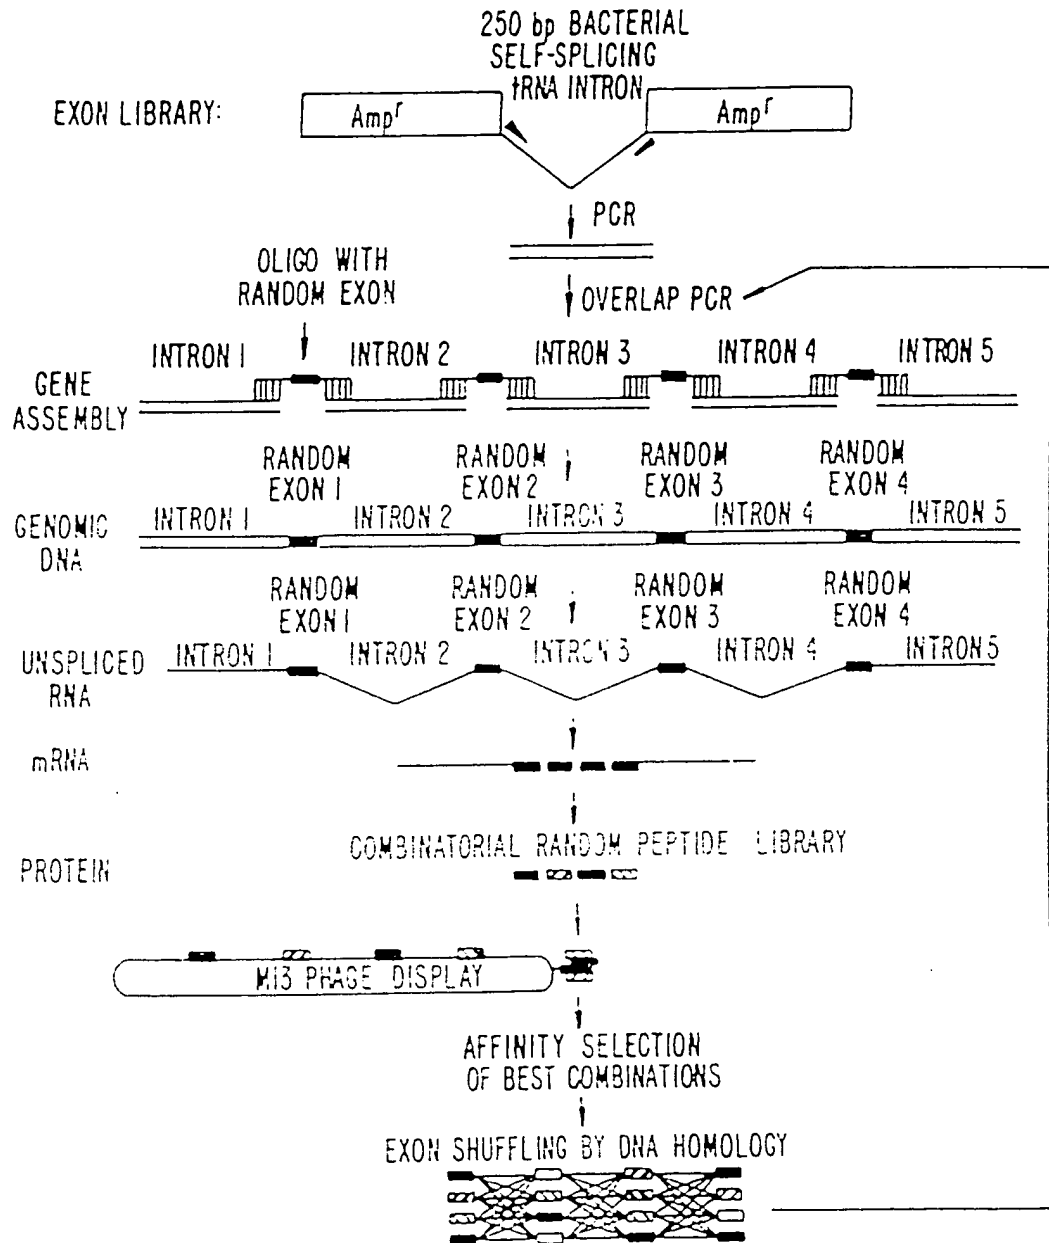 250 bp BACTERIAL
SELF-SPLICING
tRNA INTRON
EXON LIBRARY:
Ampr
Ampr
PCR
OLIGO WITH
RANDOM EXON
OVERLAP PCR
INTRON 1
INTRON 2
INTRON 3
INTRON 4
INTRON 5
GENE
ASSEMBLY
RANDOM
EXON 1
RANDOM
EXON 2
RANDOM
EXON 3
RANDOM
EXON 4
GENOMIC
DNA
INTRON 1
INTRON 2
INTRON 3
INTRON 4
INTRON 5
RANDOM
EXON 1
RANDOM
EXON 2
RANDOM
EXON 3
RANDOM
EXON 4
UNSPLICED
RNA
INTRON 1
INTRON 2
INTRON 3
INTRON 4
INTRON 5
mRNA
PROTEIN
COMBINATORIAL RANDOM PEPTIDE LIBRARY
M13 PHAGE DISPLAY
AFFINITY SELECTION
OF BEST COMBINATIONS
EXON SHUFFLING BY DNA HOMOLOGY